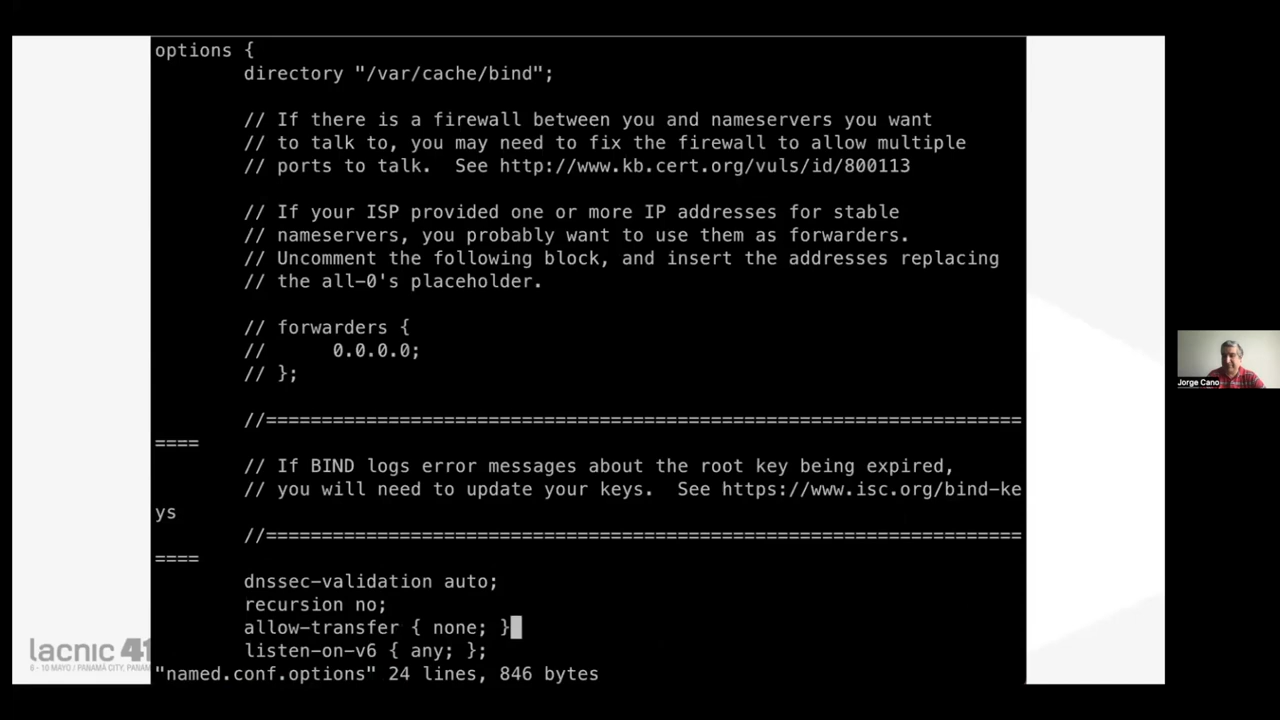 options {
directory "/var/cache/bind";
// If there is a firewall between you and nameservers you want
// to talk to, you may need to fix the firewall to allow multiple
// ports to talk.  See http://www.kb.cert.org/vuls/id/800113
// If your ISP provided one or more IP addresses for stable
// nameservers, you probably want to use them as forwarders.
// Uncomment the following block, and insert the addresses replacing
// the all-0's placeholder.
// forwarders {
//      0.0.0.0;
// };
//====================================================================
====
// If BIND logs error messages about the root key being expired,
// you will need to update your keys.  See https://www.isc.org/bind-ke
ys
//====================================================================
====
dnssec-validation auto;
recursion no;
allow-transfer { none; }
listen-on-v6 { any; };
"named.conf.options" 24 lines, 846 bytes
lacnic 41
6 - 10 MAYO / PANAMÁ CITY, PANAMÁ
Jorge Cano